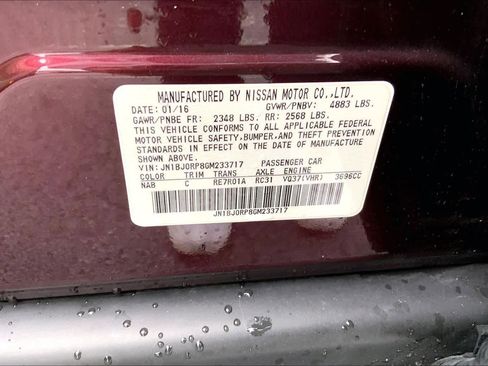 MANUFACTURED BY NISSAN MOTOR CO.,LTD.
DATE: 01/16 GVWR/PNBV: 4883 LBS.
GAWR/PNBE FR: 2348 LBS. RR: 2568 LBS.
THIS VEHICLE CONFORMS TO ALL APPLICABLE FEDERAL
MOTOR VEHICLE SAFETY,BUMPER,AND THEFT PREVENTION
STANDARDS IN EFFECT ON THE DATE OF MANUFACTURE
SHOWN ABOVE.
VIN: JN1BJ0RP8GM233717 PASSENGER CAR
COLOR TRIM TRANS AXLE ENGINE
NAB C RE7R01A RC31 VQ37(VHR) 3696CC
JN1BJ0RP8GM233717